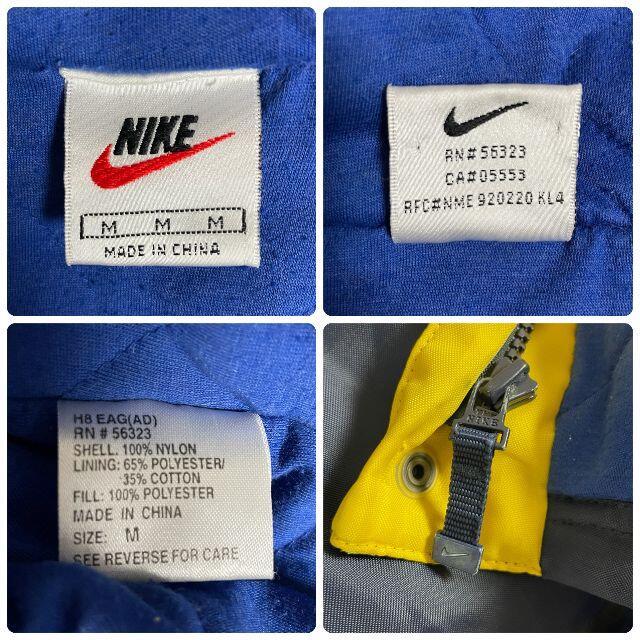 NIKE
M M M
MADE IN CHINA
RN#56323
CA#05553
RFC#NME 920220 KL4
H8 EAG(AD)
RN # 56323
SHELL: 100% NYLON
LINING: 65% POLYESTER/
35% COTTON
FILL: 100% POLYESTER
MADE IN CHINA
SIZE: M
SEE REVERSE FOR CARE
NIKE